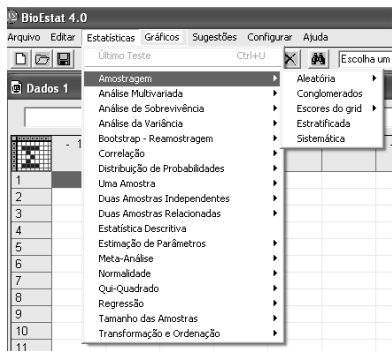 BioEstat 4.0
Arquivo Editar Estatísticas Gráficos Sugestões Configurar Ajuda
Último Teste Ctrl+U
Escolha um
Dados 1
Amostragem
Análise Multivariada
Análise de Sobrevivência
Análise da Variância
Bootstrap - Reamostragem
Correlação
Distribuição de Probabilidades
Uma Amostra
Duas Amostras Independentes
Duas Amostras Relacionadas
Estatística Descritiva
Estimação de Parâmetros
Meta-Análise
Normalidade
Qui-Quadrado
Regressão
Tamanho das Amostras
Transformação e Ordenação
Aleatória
Conglomerados
Escores do grid
Estratificada
Sistemática
- 1
1
2
3
4
5
6
7
8
9
10
11